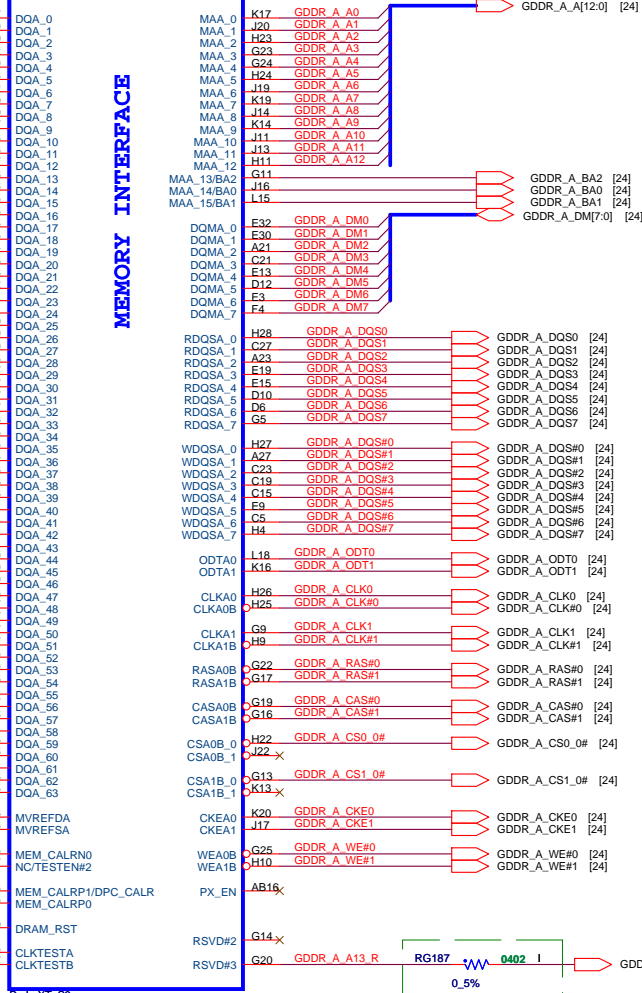 GDDR_A_A[12:0] [24]
DQA_0 MAA_0 K17 GDDR_A_A0
DQA_1 MAA_1 J20 GDDR_A_A1
DQA_2 MAA_2 H23 GDDR_A_A2
DQA_3 MAA_3 G23 GDDR_A_A3
DQA_4 MAA_4 G24 GDDR_A_A4
DQA_5 MAA_5 H24 GDDR_A_A5
DQA_6 MAA_6 J19 GDDR_A_A6
DQA_7 MAA_7 K19 GDDR_A_A7
DQA_8 MAA_8 J14 GDDR_A_A8
DQA_9 MAA_9 K14 GDDR_A_A9
DQA_10 MAA_10 J11 GDDR_A_A10
DQA_11 MAA_11 J13 GDDR_A_A11
DQA_12 MAA_12 H11 GDDR_A_A12
DQA_13 MAA_13/BA2 G11 GDDR_A_BA2 [24]
DQA_14 MAA_14/BA0 J16 GDDR_A_BA0 [24]
DQA_15 MAA_15/BA1 L15 GDDR_A_BA1 [24]
DQA_16 GDDR_A_DM[7:0] [24]
DQA_17 DQMA_0 E32 GDDR_A_DM0
DQA_18 DQMA_1 E30 GDDR_A_DM1
DQA_19 DQMA_2 A21 GDDR_A_DM2
DQA_20 DQMA_3 C21 GDDR_A_DM3
DQA_21 DQMA_4 E13 GDDR_A_DM4
DQA_22 DQMA_5 D12 GDDR_A_DM5
DQA_23 DQMA_6 E3 GDDR_A_DM6
DQA_24 DQMA_7 F4 GDDR_A_DM7
MEMORY INTERFACE
DQA_25
DQA_26 RDQSA_0 H28 GDDR_A_DQS0 GDDR_A_DQS0 [24]
DQA_27 RDQSA_1 C27 GDDR_A_DQS1 GDDR_A_DQS1 [24]
DQA_28 RDQSA_2 A23 GDDR_A_DQS2 GDDR_A_DQS2 [24]
DQA_29 RDQSA_3 E19 GDDR_A_DQS3 GDDR_A_DQS3 [24]
DQA_30 RDQSA_4 E15 GDDR_A_DQS4 GDDR_A_DQS4 [24]
DQA_31 RDQSA_5 D10 GDDR_A_DQS5 GDDR_A_DQS5 [24]
DQA_32 RDQSA_6 D6 GDDR_A_DQS6 GDDR_A_DQS6 [24]
DQA_33 RDQSA_7 G5 GDDR_A_DQS7 GDDR_A_DQS7 [24]
DQA_34
DQA_35 WDQSA_0 H27 GDDR_A_DQS#0 GDDR_A_DQS#0 [24]
DQA_36 WDQSA_1 A27 GDDR_A_DQS#1 GDDR_A_DQS#1 [24]
DQA_37 WDQSA_2 C23 GDDR_A_DQS#2 GDDR_A_DQS#2 [24]
DQA_38 WDQSA_3 C19 GDDR_A_DQS#3 GDDR_A_DQS#3 [24]
DQA_39 WDQSA_4 C15 GDDR_A_DQS#4 GDDR_A_DQS#4 [24]
DQA_40 WDQSA_5 E9 GDDR_A_DQS#5 GDDR_A_DQS#5 [24]
DQA_41 WDQSA_6 C5 GDDR_A_DQS#6 GDDR_A_DQS#6 [24]
DQA_42 WDQSA_7 H4 GDDR_A_DQS#7 GDDR_A_DQS#7 [24]
DQA_43
DQA_44 ODTA0 L18 GDDR_A_ODT0 GDDR_A_ODT0 [24]
DQA_45 ODTA1 K16 GDDR_A_ODT1 GDDR_A_ODT1 [24]
DQA_46
DQA_47 CLKA0 H26 GDDR_A_CLK0 GDDR_A_CLK0 [24]
DQA_48 CLKA0B H25 GDDR_A_CLK#0 GDDR_A_CLK#0 [24]
DQA_49
DQA_50 CLKA1 G9 GDDR_A_CLK1 GDDR_A_CLK1 [24]
DQA_51 CLKA1B H9 GDDR_A_CLK#1 GDDR_A_CLK#1 [24]
DQA_52
DQA_53 RASA0B G22 GDDR_A_RAS#0 GDDR_A_RAS#0 [24]
DQA_54 RASA1B G17 GDDR_A_RAS#1 GDDR_A_RAS#1 [24]
DQA_55
DQA_56 CASA0B G19 GDDR_A_CAS#0 GDDR_A_CAS#0 [24]
DQA_57 CASA1B G16 GDDR_A_CAS#1 GDDR_A_CAS#1 [24]
DQA_58
DQA_59 CSA0B_0 H22 GDDR_A_CS0_0# GDDR_A_CS0_0# [24]
DQA_60 CSA0B_1 J22
DQA_61
DQA_62 CSA1B_0 G13 GDDR_A_CS1_0# GDDR_A_CS1_0# [24]
DQA_63 CSA1B_1 K13
MVREFDA CKEA0 K20 GDDR_A_CKE0 GDDR_A_CKE0 [24]
MVREFSA CKEA1 J17 GDDR_A_CKE1 GDDR_A_CKE1 [24]
MEM_CALRN0 WEA0B G25 GDDR_A_WE#0 GDDR_A_WE#0 [24]
NC/TESTEN#2 WEA1B H10 GDDR_A_WE#1 GDDR_A_WE#1 [24]
MEM_CALRP1/DPC_CALR PX_EN AB16
MEM_CALRP0
DRAM_RST
RSVD#2 G14
CLKTESTA
CLKTESTB RSVD#3 G20 GDDR_A_A13_R RG187 0402 I GDD
0_5%